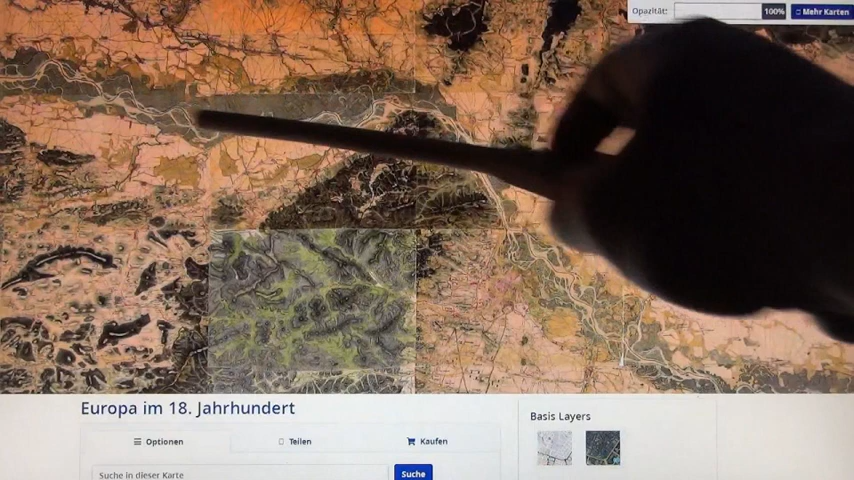 Opazität:
100%
Mehr Karten
Europa im 18. Jahrhundert
Optionen
Teilen
Kaufen
Suche in dieser Karte
Suche
Basis Layers